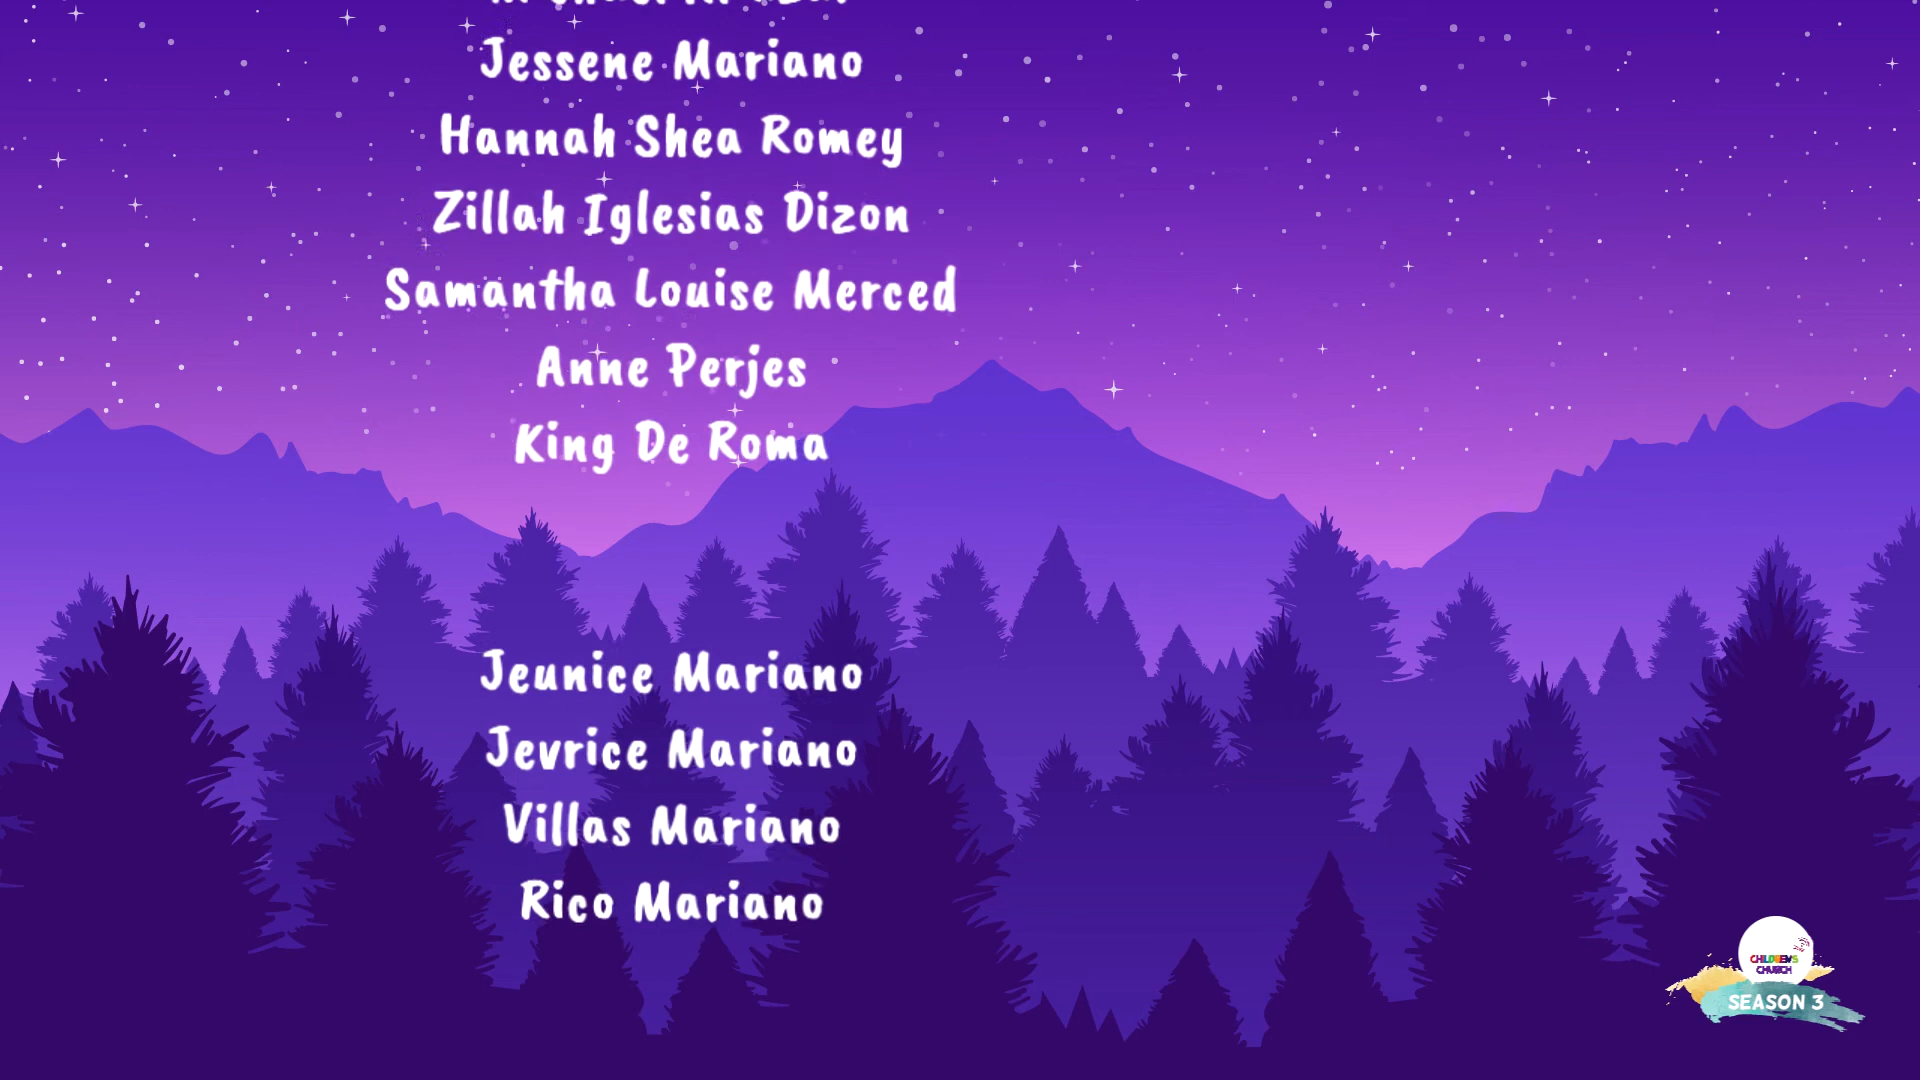 Jessene Mariano
Hannah Shea Romey
Zillah Iglesias Dizon
Samantha Louise Merced
Anne Perjes
King De Roma
Jeunice Mariano
Jevrice Mariano
Villas Mariano
Rico Mariano
CHILDREN'S
CHURCH
SEASON 3